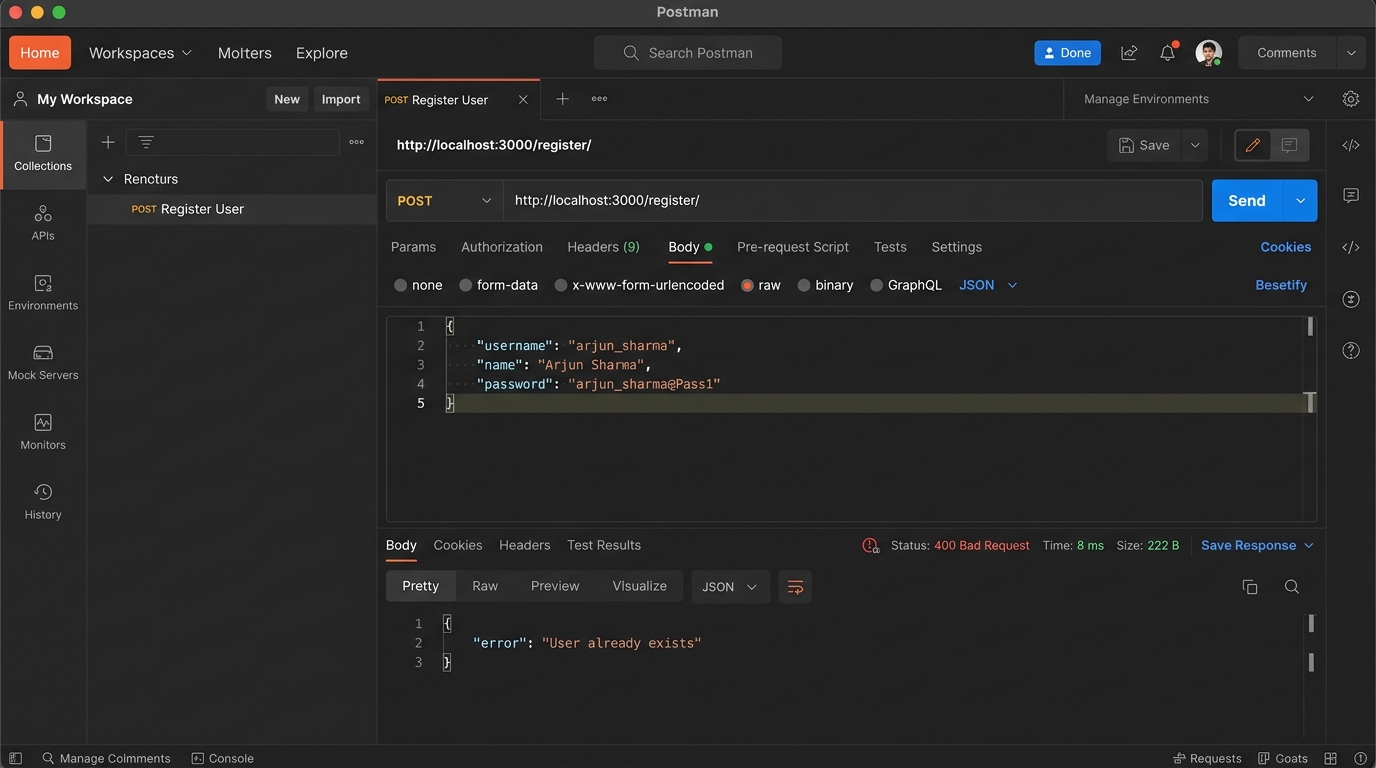 Postman
Home Workspaces Molters Explore Search Postman Done Comments
My Workspace New Import POST Register User Manage Environments
Collections
APIs
Environments
Mock Servers
Monitors
History
Renoturs
POST Register User
http://localhost:3000/register/ Save
POST http://localhost:3000/register/ Send
Params Authorization Headers (9) Body Pre-request Script Tests Settings Cookies
none form-data x-www-form-urlencoded raw binary GraphQL JSON Besetify
1 {
2 "username": "arjun_sharma",
3 "name": "Arjun Sharma",
4 "password": "arjun_sharma@Pass1"
5 }
Body Cookies Headers Test Results Status: 400 Bad Request Time: 8 ms Size: 222 B Save Response
Pretty Raw Preview Visualize JSON
1 {
2 "error": "User already exists"
3 }
Manage Colmments Console Requests Goats